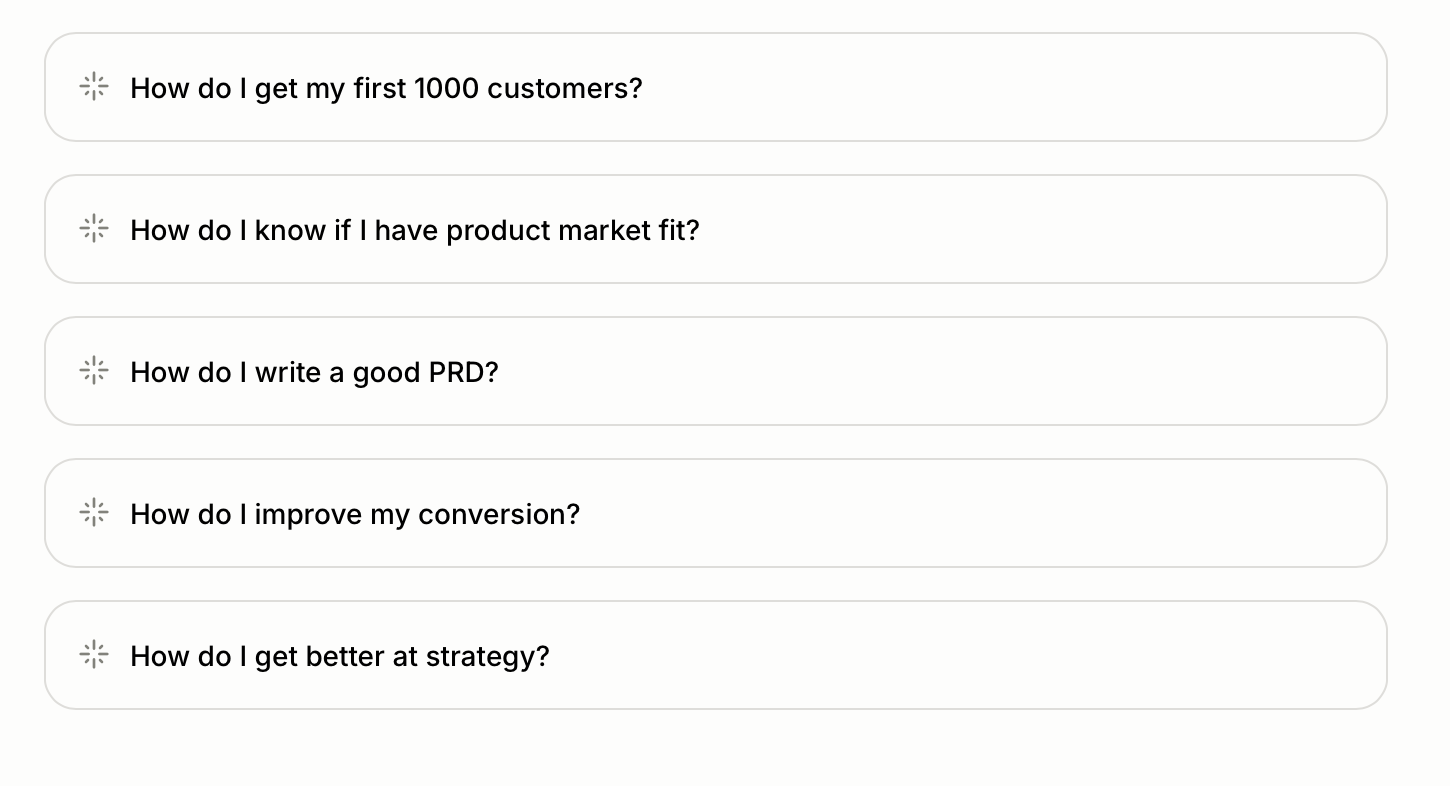 How do I get my first 1000 customers?
How do I know if I have product market fit?
How do I write a good PRD?
How do I improve my conversion?
How do I get better at strategy?